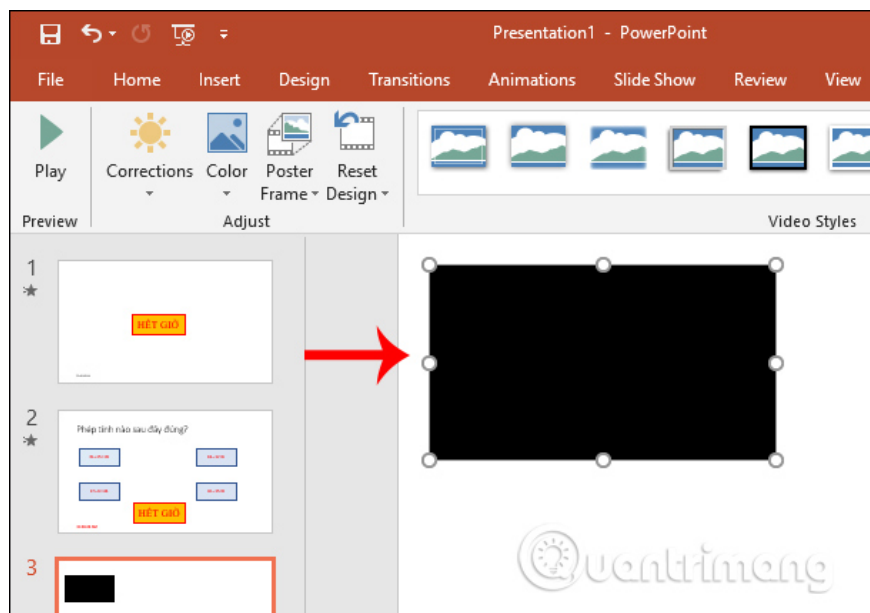 Presentation1 - PowerPoint
File Home Insert Design Transitions Animations Slide Show Review View
Play Corrections Color Poster Frame Reset Design
Preview Adjust Video Styles
1
HẾT GIỜ
2
Phép tính nào sau đây đúng?
HẾT GIỜ
3
Quantrimang